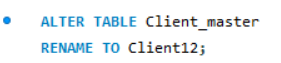 ALTER TABLE Client_master
RENAME TO Client12;